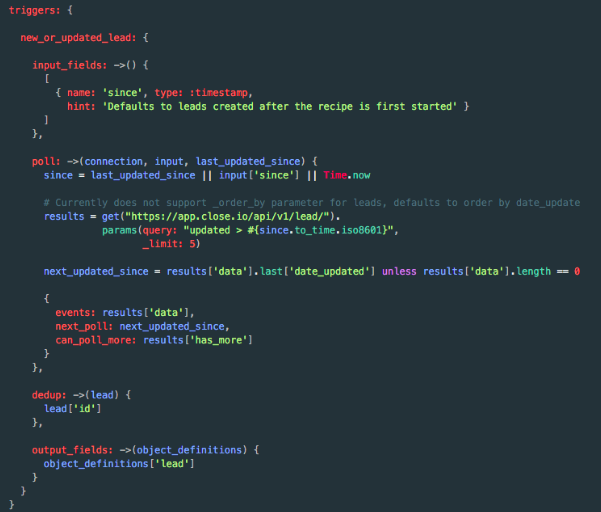 triggers: {
new_or_updated_lead: {
input_fields: ->() {
[
{ name: 'since', type: :timestamp,
hint: 'Defaults to leads created after the recipe is first started' }
]
},
poll: ->(connection, input, last_updated_since) {
since = last_updated_since || input['since'] || Time.now
# Currently does not support _order_by parameter for leads, defaults to order by date_update
results = get("https://app.close.io/api/v1/lead/").
params(query: "updated > #{since.to_time.iso8601}",
_limit: 5)
next_updated_since = results['data'].last['date_updated'] unless results['data'].length == 0
{
events: results['data'],
next_poll: next_updated_since,
can_poll_more: results['has_more']
}
},
dedup: ->(lead) {
lead['id']
},
output_fields: ->(object_definitions) {
object_definitions['lead']
}
}
}